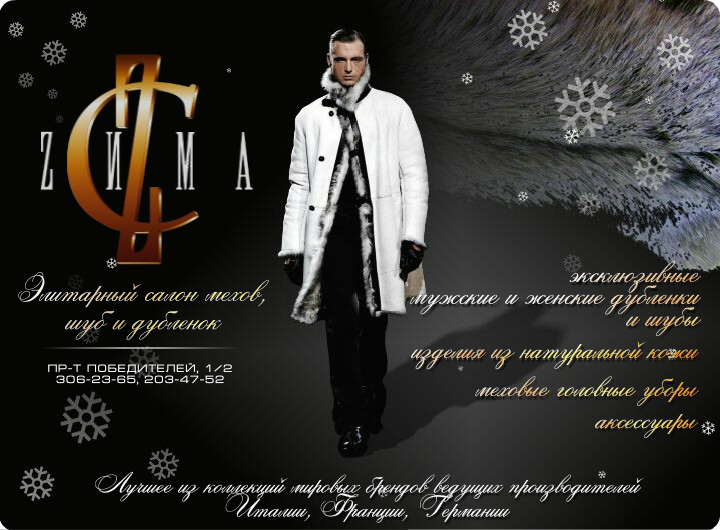 ZИМА
Элитарный салон мехов,
шуб и дубленок
ПР-Т ПОБЕДИТЕЛЕЙ, 1/2
306-23-65, 203-47-52
эксклюзивные
мужские и женские дубленки
и шубы
изделия из натуральной кожи
меховые головные уборы
аксессуары
Лучшее из коллекций мировых брендов ведущих производителей
Италии, Франции, Германии